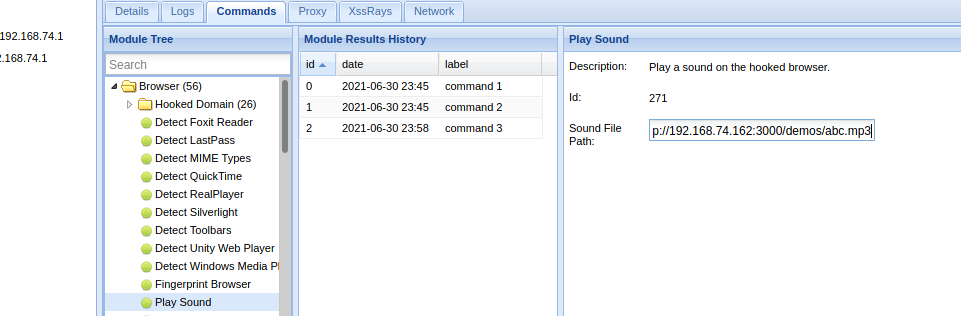 Details Logs Commands Proxy XssRays Network
192.168.74.1
2.168.74.1
Module Tree
Search
Browser (56)
Hooked Domain (26)
Detect Foxit Reader
Detect LastPass
Detect MIME Types
Detect QuickTime
Detect RealPlayer
Detect Silverlight
Detect Toolbars
Detect Unity Web Player
Detect Windows Media Pl
Fingerprint Browser
Play Sound
Module Results History
id date label
0 2021-06-30 23:45 command 1
1 2021-06-30 23:45 command 2
2 2021-06-30 23:58 command 3
Play Sound
Description: Play a sound on the hooked browser.
Id: 271
Sound File
Path:
p://192.168.74.162:3000/demos/abc.mp3